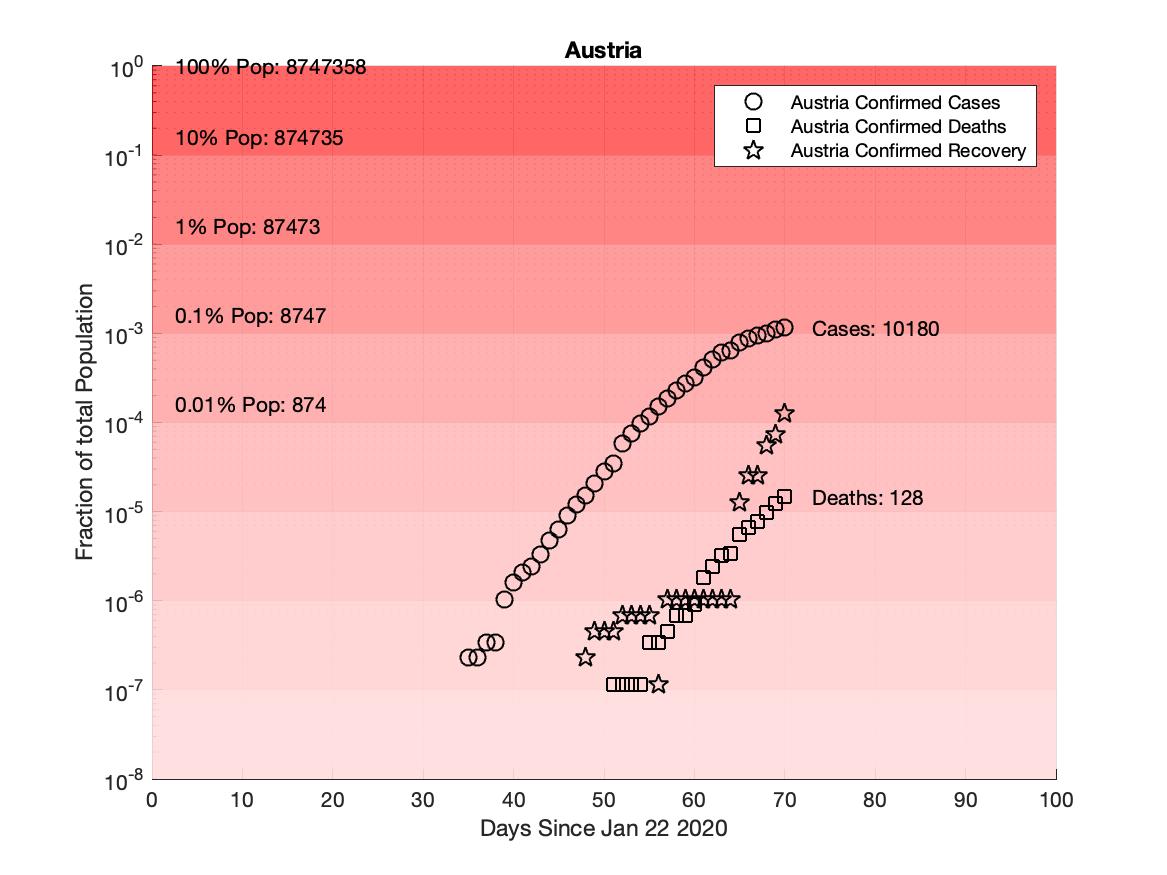 Austria
10^0
10^-1
10^-2
10^-3
10^-4
10^-5
10^-6
10^-7
10^-8
Fraction of total Population
100% Pop: 8747358
10% Pop: 874735
1% Pop: 87473
0.1% Pop: 8747
0.01% Pop: 874
Austria Confirmed Cases
Austria Confirmed Deaths
Austria Confirmed Recovery
Cases: 10180
Deaths: 128
0 10 20 30 40 50 60 70 80 90 100
Days Since Jan 22 2020